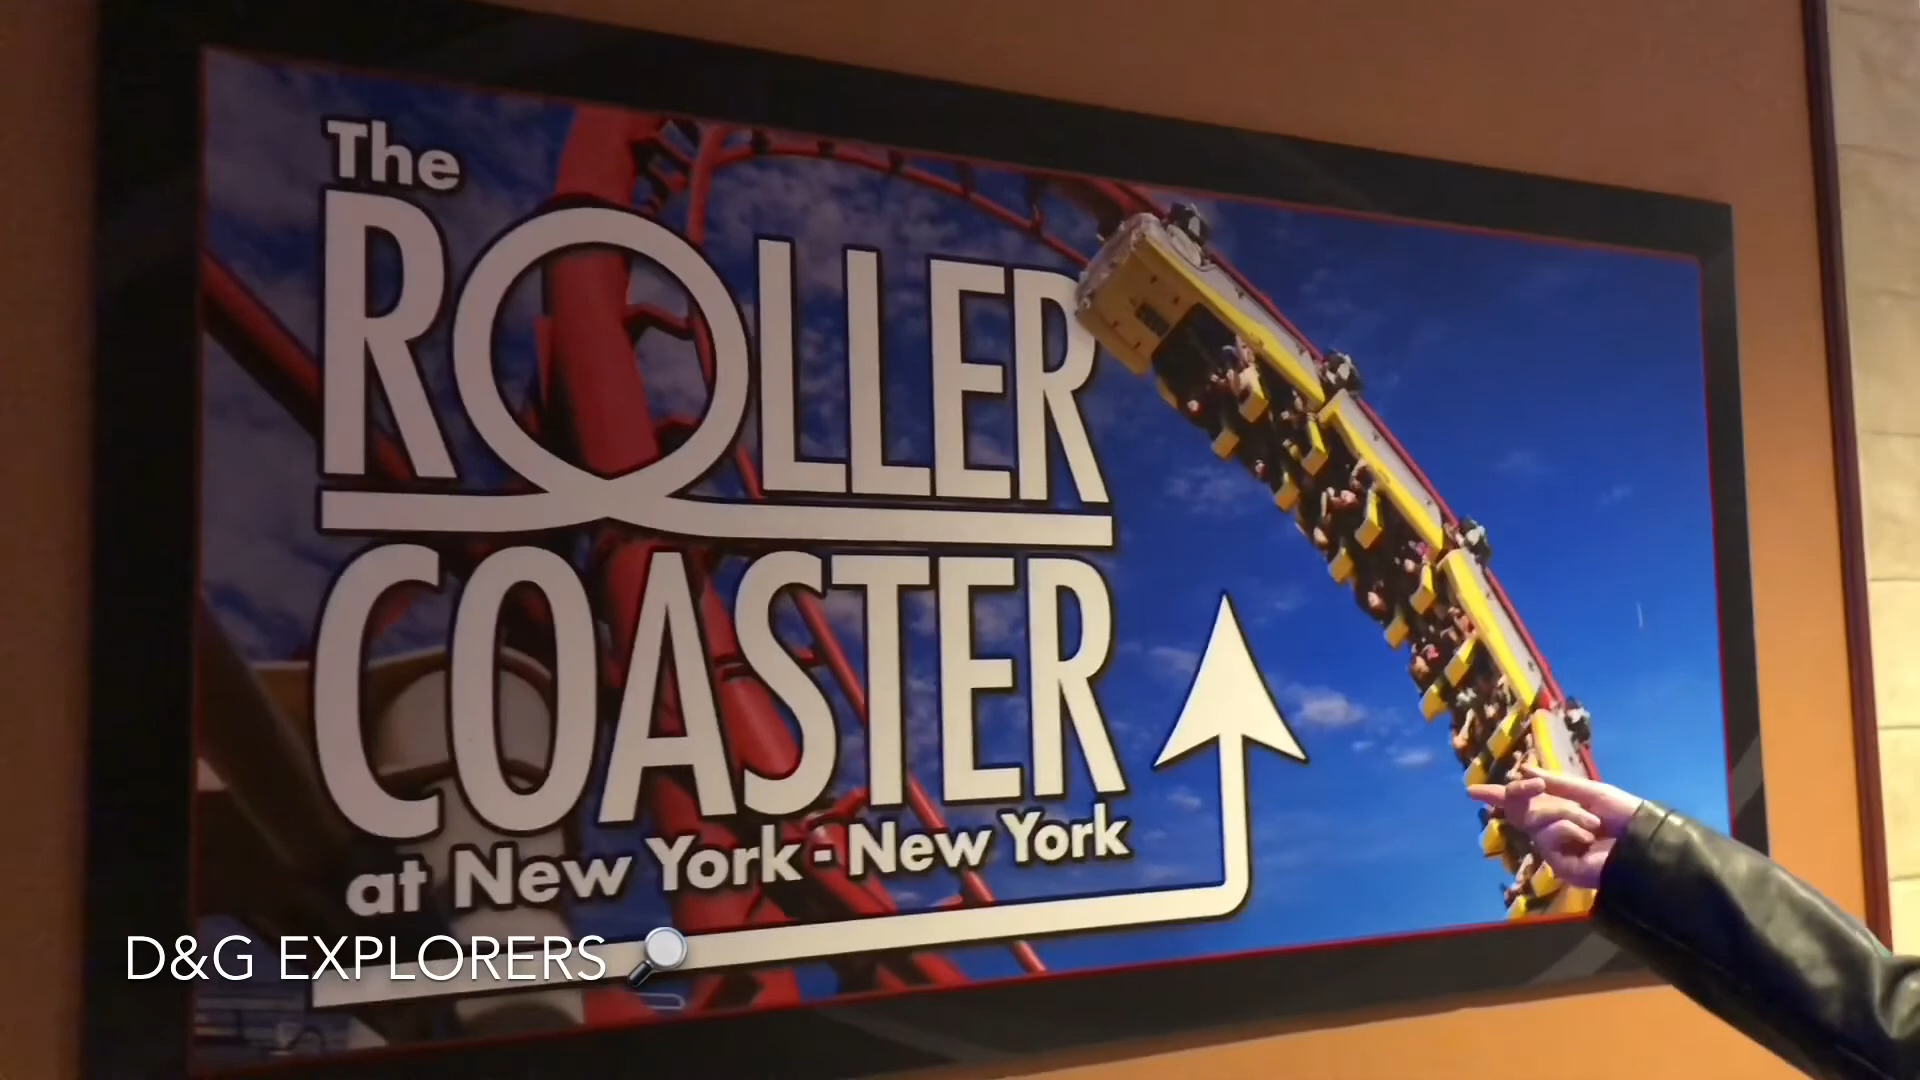 The
ROLLER
COASTER
at New York - New York
D&G EXPLORERS